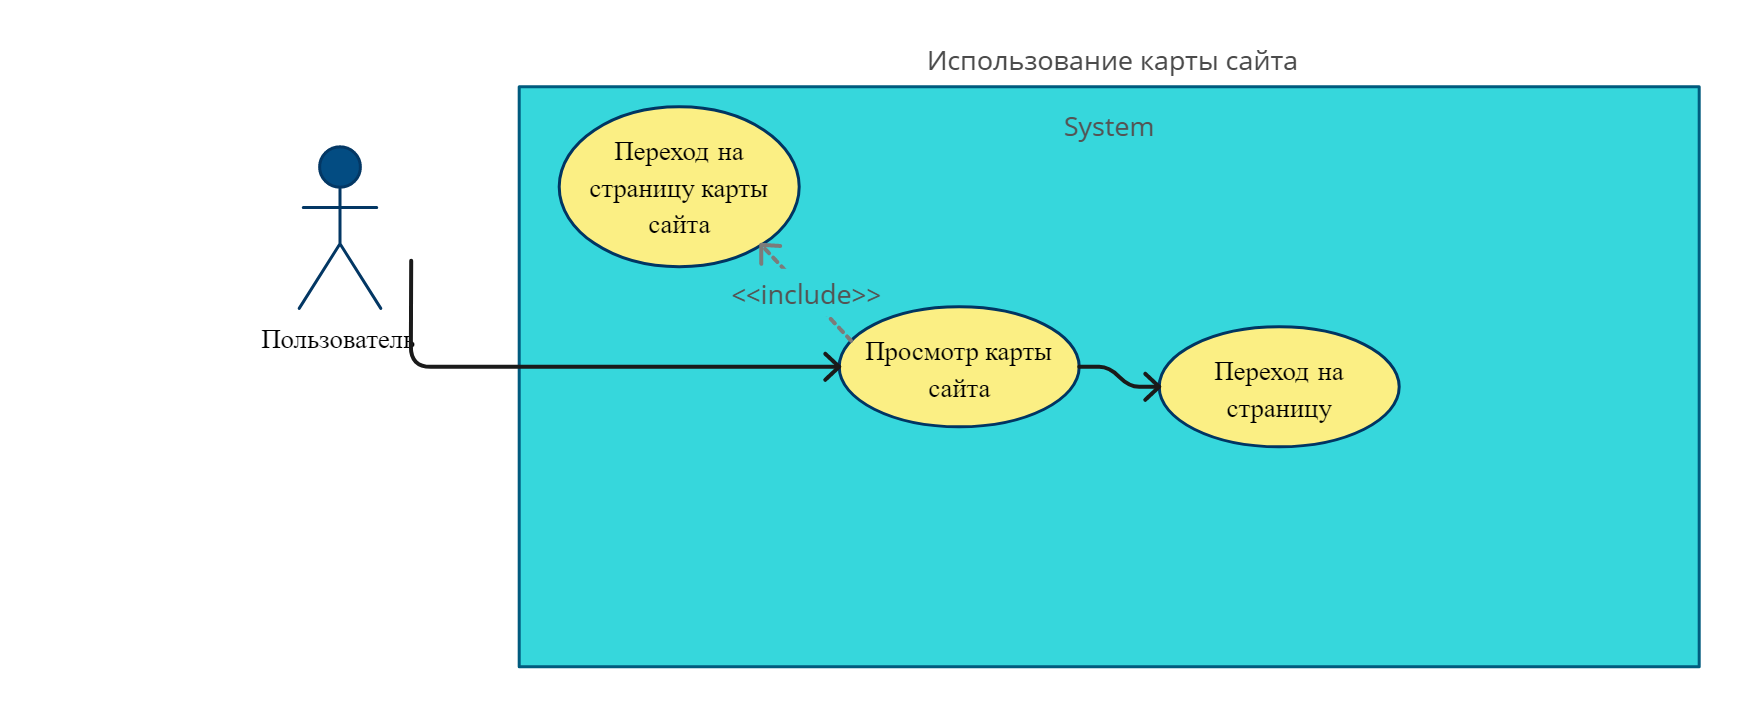 Использование карты сайта
System
Переход на
страницу карты
сайта
<<include>>
Пользователь
Просмотр карты
сайта
Переход на
страницу